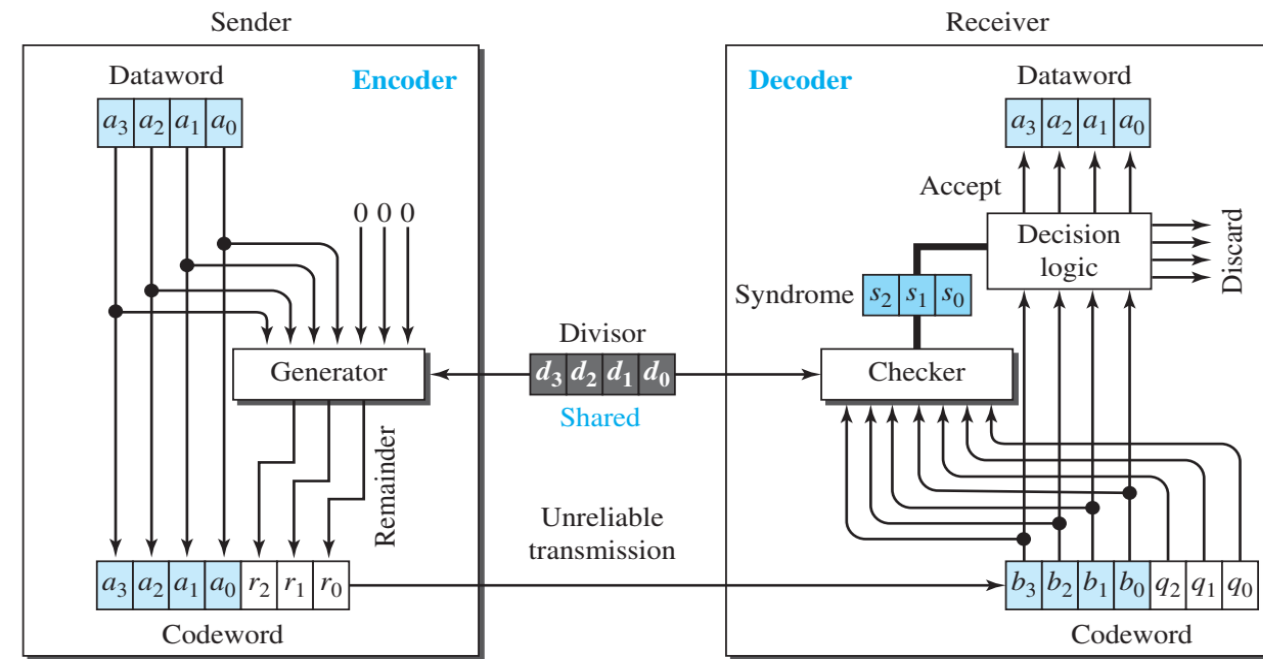 Sender
Receiver
Dataword
Encoder
a3 a2 a1 a0
0 0 0
Generator
Remainder
a3 a2 a1 a0 r2 r1 r0
Codeword
Divisor
d3 d2 d1 d0
Shared
Unreliable
transmission
Decoder
Dataword
a3 a2 a1 a0
Accept
Decision
logic
Discard
Syndrome
s2 s1 s0
Checker
b3 b2 b1 b0 q2 q1 q0
Codeword